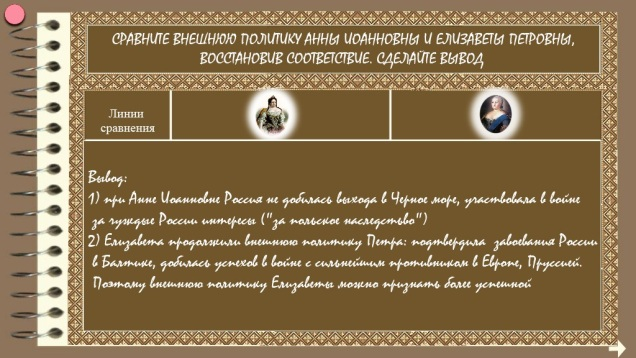 СРАВНИТЕ ВНЕШНЮЮ ПОЛИТИКУ АННЫ ИОАННОВНЫ И ЕЛИЗАВЕТЫ ПЕТРОВНЫ,
ВОССТАНОВИВ СООТВЕТСТВИЕ. СДЕЛАЙТЕ ВЫВОД
Линии
сравнения
Вывод:
1) при Анне Иоанновне Россия не добилась выхода в Черное море, участвовала в войне
за чуждые России интересы ("за польское наследство")
2) Елизавета продолжили внешнюю политику Петра: подтвердила завоевания России
в Балтике, добилась успехов в войне с сильнейшим противником в Европе, Пруссией.
Поэтому внешнюю политику Елизаветы можно признать более успешной